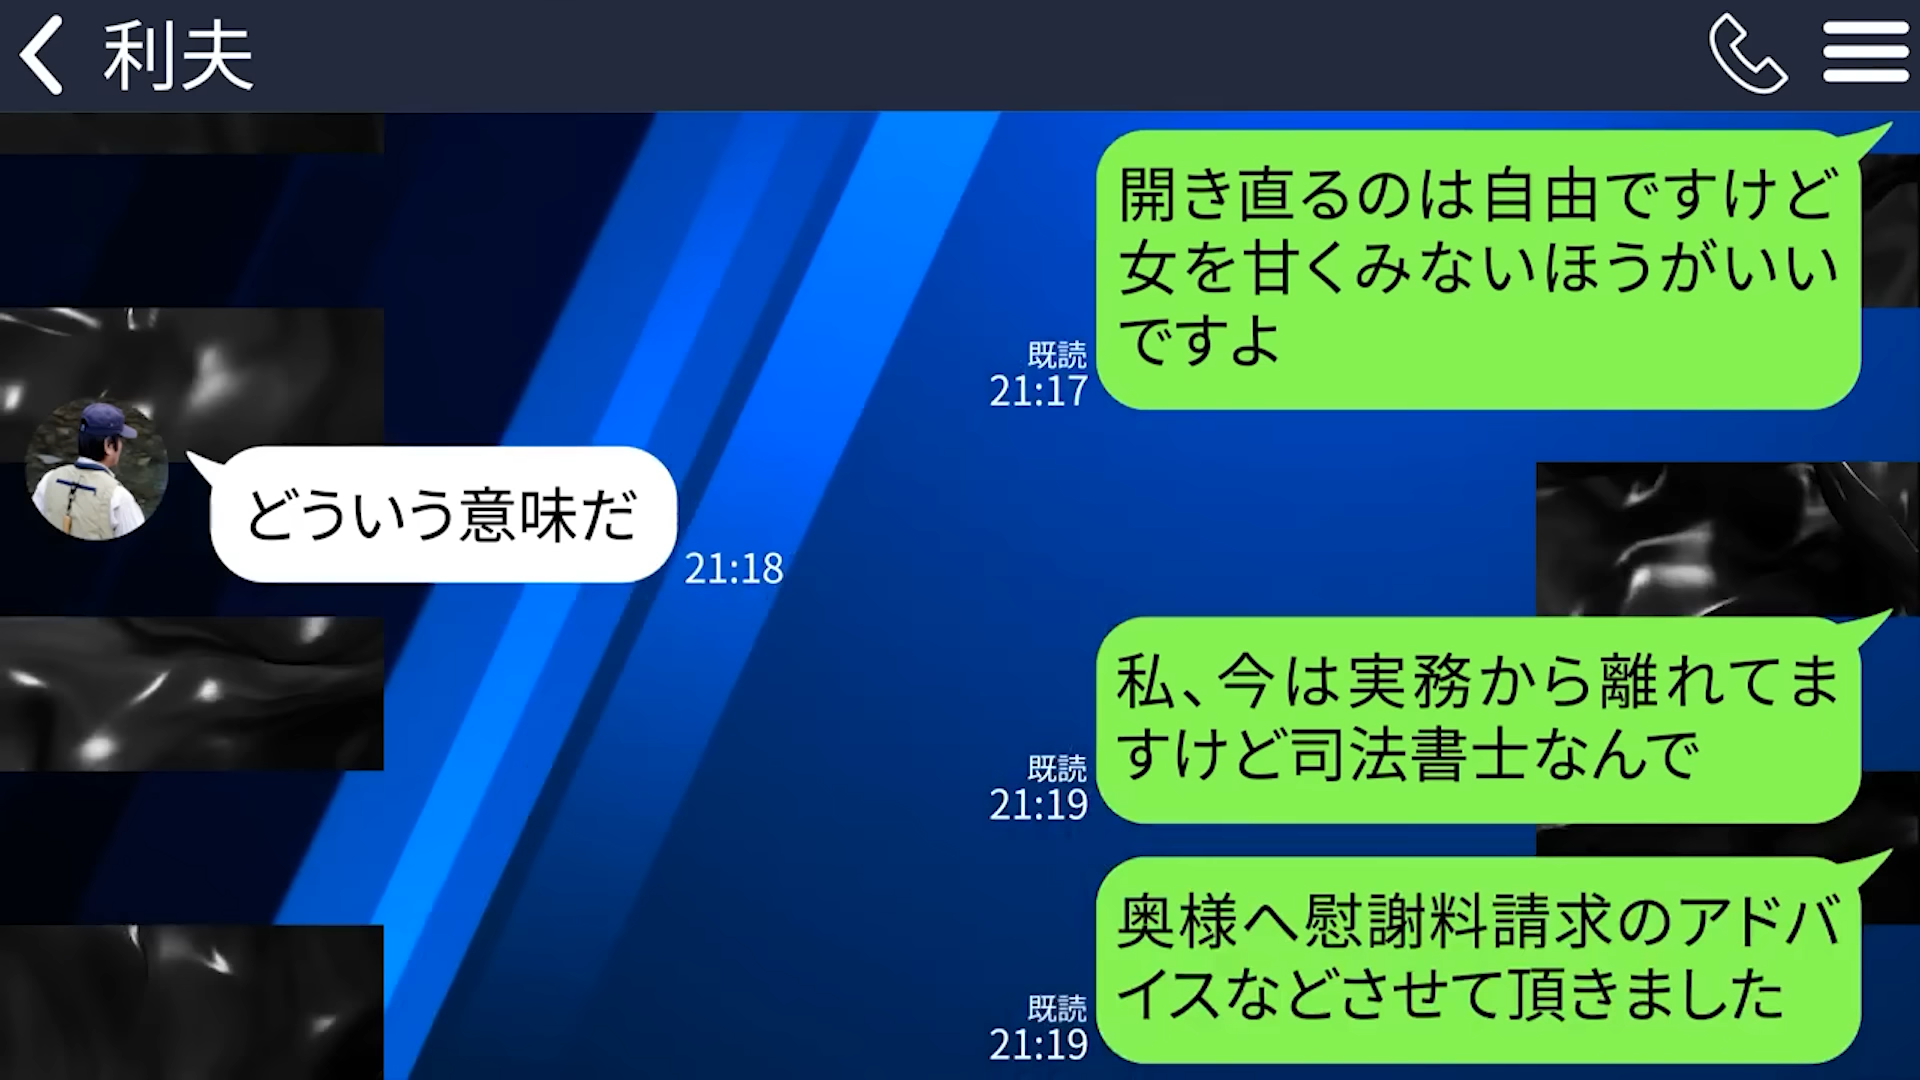 利夫
開き直るのは自由ですけど
女を甘くみないほうがいい
ですよ
既読
21:17
どういう意味だ
21:18
私、今は実務から離れてま
すけど司法書士なんで
既読
21:19
奥様へ慰謝料請求のアドバ
イスなどさせて頂きました
既読
21:19